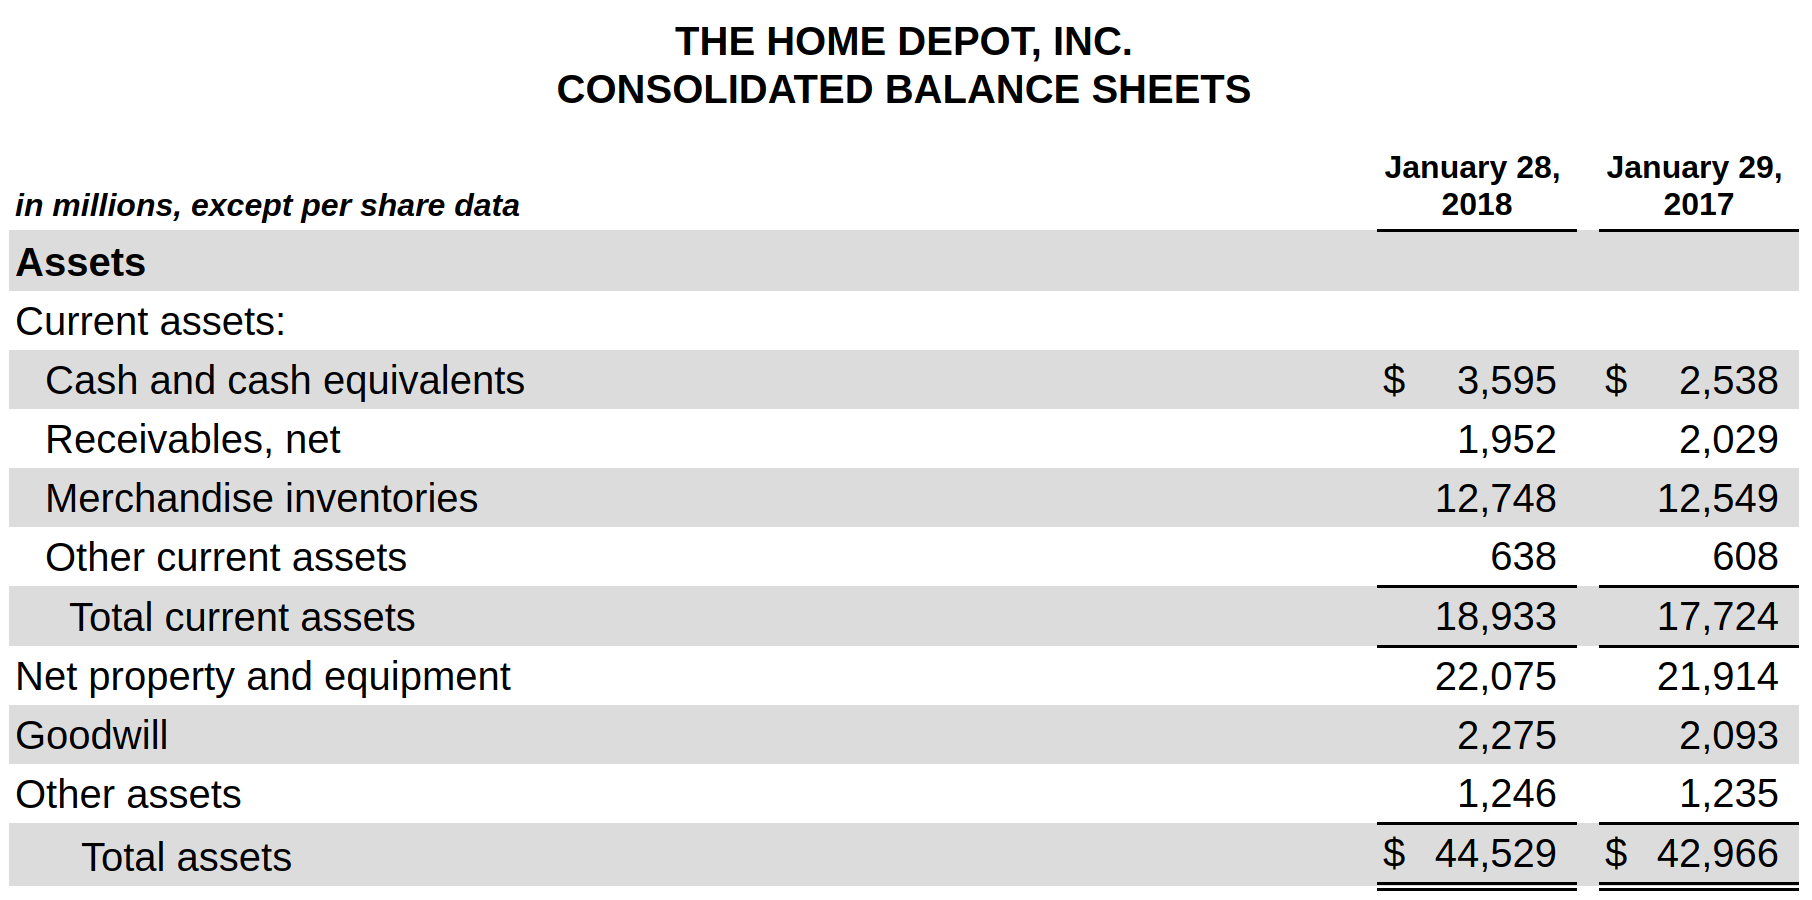 THE HOME DEPOT, INC.
CONSOLIDATED BALANCE SHEETS
in millions, except per share data January 28, 2018 January 29, 2017
Assets
Current assets:
Cash and cash equivalents $ 3,595 $ 2,538
Receivables, net 1,952 2,029
Merchandise inventories 12,748 12,549
Other current assets 638 608
Total current assets 18,933 17,724
Net property and equipment 22,075 21,914
Goodwill 2,275 2,093
Other assets 1,246 1,235
Total assets $ 44,529 $ 42,966